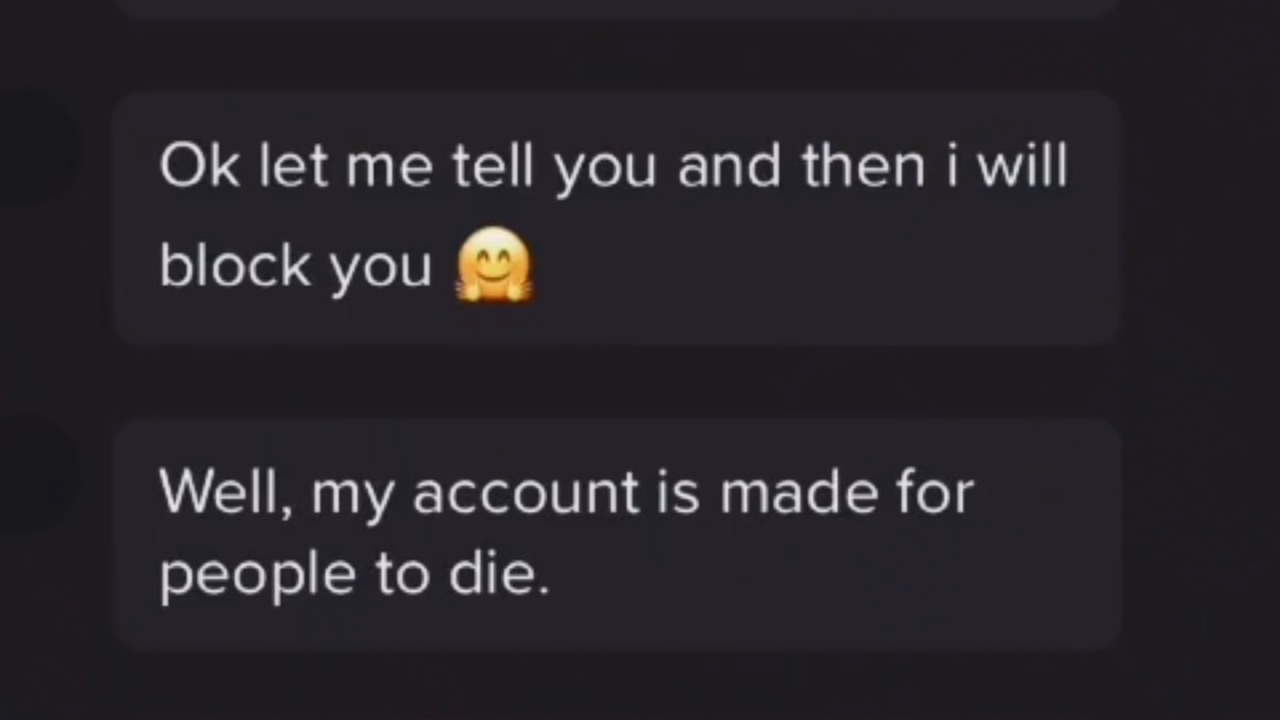 Ok let me tell you and then i will
block you 🤗
Well, my account is made for
people to die.